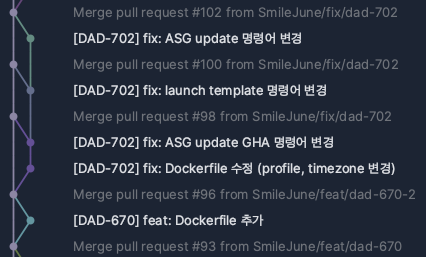 Merge pull request #102 from SmileJune/fix/dad-702
[DAD-702] fix: ASG update 명령어 변경
Merge pull request #100 from SmileJune/fix/dad-702
[DAD-702] fix: launch template 명령어 변경
Merge pull request #98 from SmileJune/fix/dad-702
[DAD-702] fix: ASG update GHA 명령어 변경
[DAD-702] fix: Dockerfile 수정 (profile, timezone 변경)
Merge pull request #96 from SmileJune/feat/dad-670-2
[DAD-670] feat: Dockerfile 추가
Merge pull request #93 from SmileJune/feat/dad-670